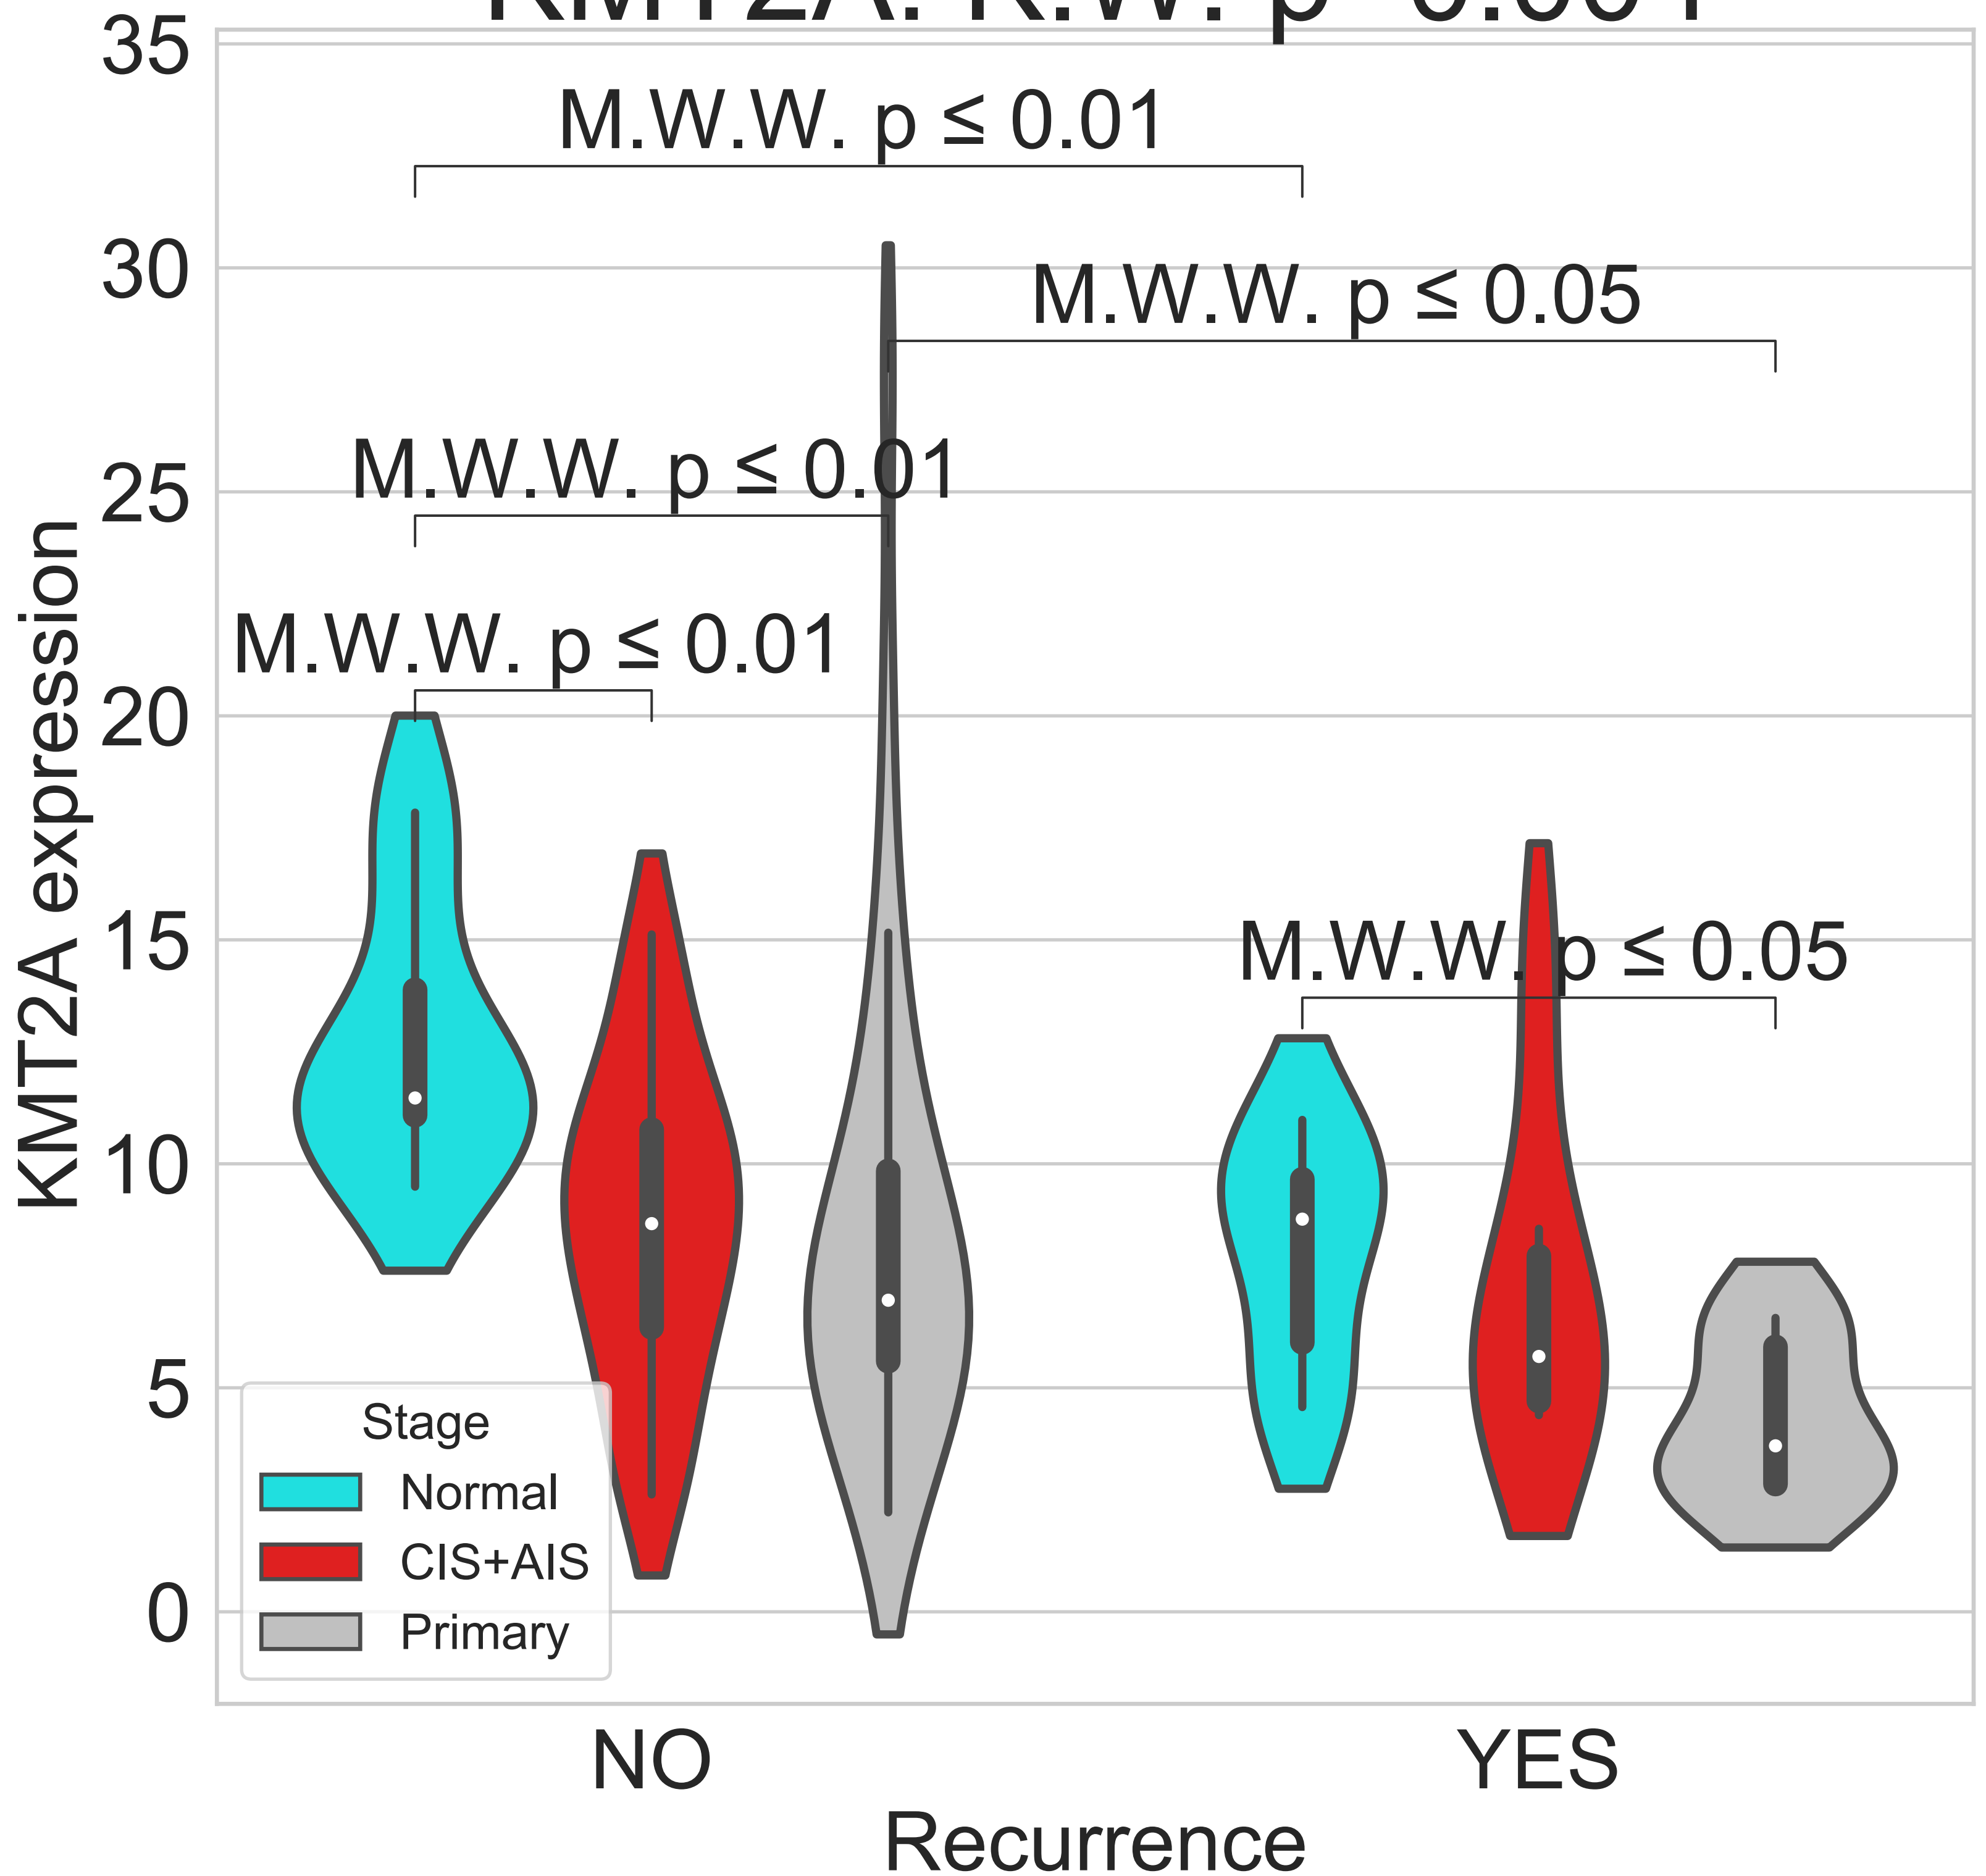 35
M.W.W. p ≤ 0.01
30
M.W.W. p ≤ 0.05
M.W.W. p ≤ 0.01
25
M.W.W. p ≤ 0.01
20
15
M.W.W. p ≤ 0.05
10
5
0
KMT2A expression
Stage
Normal
CIS+AIS
Primary
NO
YES
Recurrence